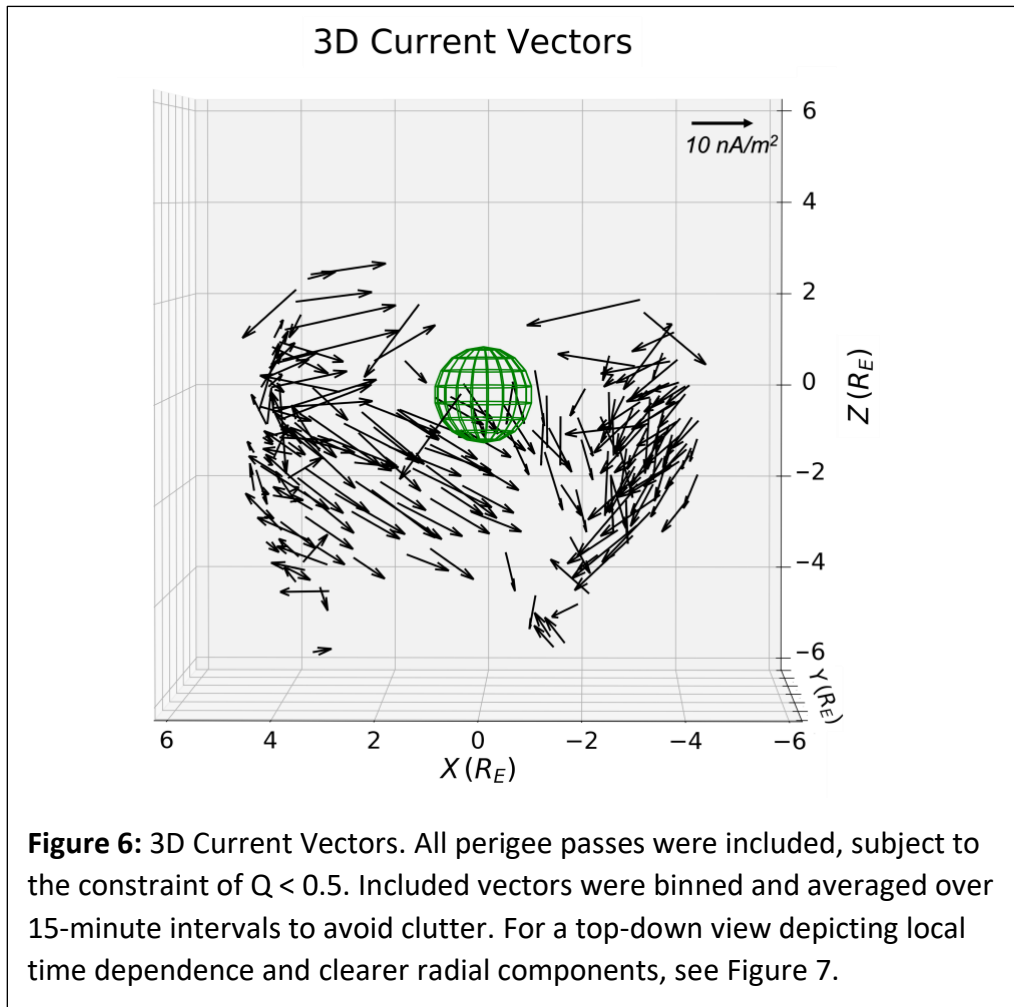 3D Current Vectors
10 nA/m²
6
4
2
0
−2
−4
−6
Z (R_E)
Y (R_E)
6 4 2 0 −2 −4 −6
X (R_E)
Figure 6: 3D Current Vectors. All perigee passes were included, subject to
the constraint of Q < 0.5. Included vectors were binned and averaged over
15-minute intervals to avoid clutter. For a top-down view depicting local
time dependence and clearer radial components, see Figure 7.